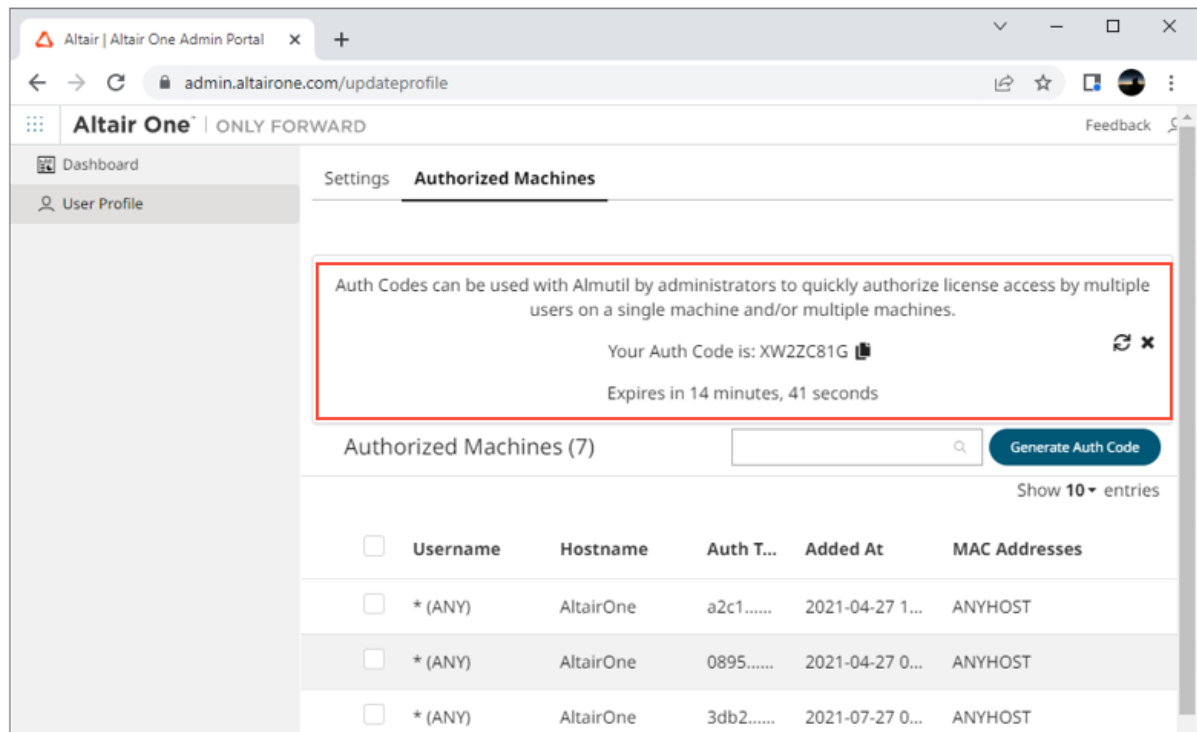 Altair | Altair One Admin Portal
admin.altairone.com/updateprofile
Altair One™ | ONLY FORWARD
Feedback
Dashboard
User Profile
Settings Authorized Machines
Auth Codes can be used with Almutil by administrators to quickly authorize license access by multiple
users on a single machine and/or multiple machines.
Your Auth Code is: XW2ZC81G
Expires in 14 minutes, 41 seconds
Authorized Machines (7)
Generate Auth Code
Show 10 entries
Username Hostname Auth T... Added At MAC Addresses
* (ANY) AltairOne a2c1...... 2021-04-27 1... ANYHOST
* (ANY) AltairOne 0895...... 2021-04-27 0... ANYHOST
* (ANY) AltairOne 3db2...... 2021-07-27 0... ANYHOST